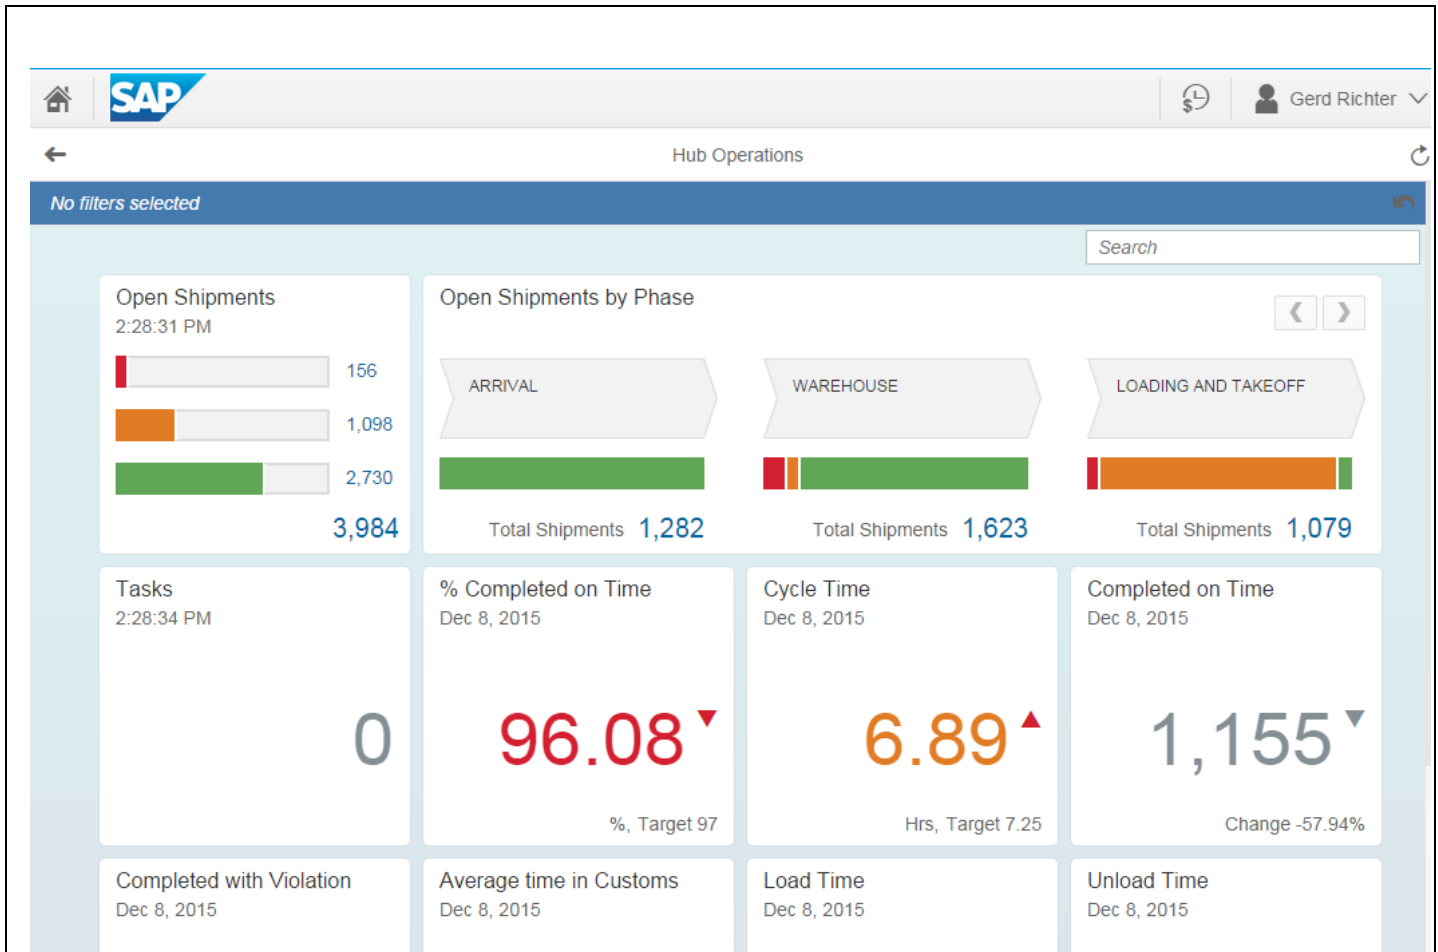 SAP
Gerd Richter
Hub Operations
No filters selected
Search
Open Shipments
2:28:31 PM
156
1,098
2,730
3,984
Open Shipments by Phase
ARRIVAL
WAREHOUSE
LOADING AND TAKEOFF
Total Shipments 1,282
Total Shipments 1,623
Total Shipments 1,079
Tasks
2:28:34 PM
0
% Completed on Time
Dec 8, 2015
96.08
%, Target 97
Cycle Time
Dec 8, 2015
6.89
Hrs, Target 7.25
Completed on Time
Dec 8, 2015
1,155
Change -57.94%
Completed with Violation
Dec 8, 2015
Average time in Customs
Dec 8, 2015
Load Time
Dec 8, 2015
Unload Time
Dec 8, 2015